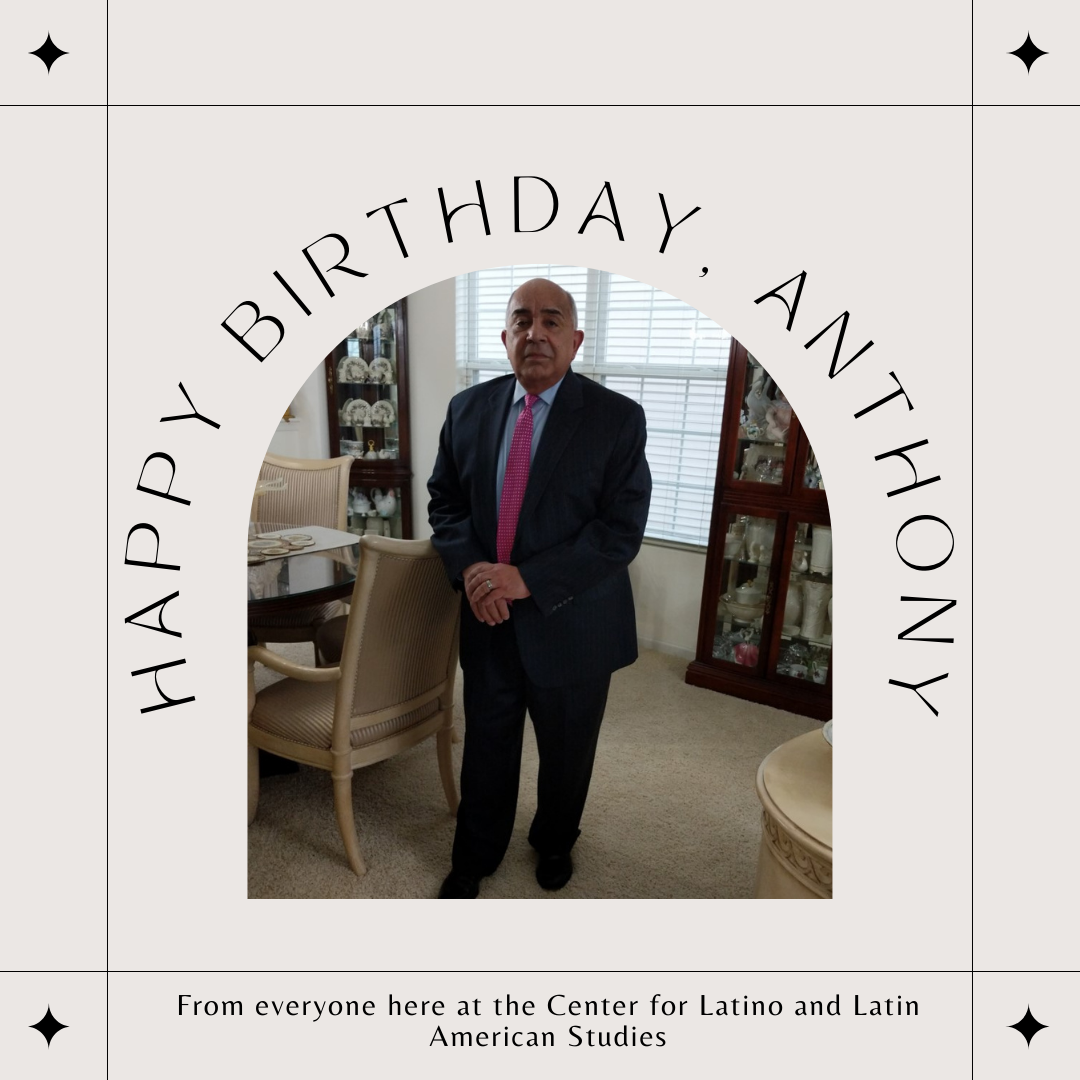 HAPPY BIRTHDAY, ANTHONY
From everyone here at the Center for Latino and Latin
American Studies